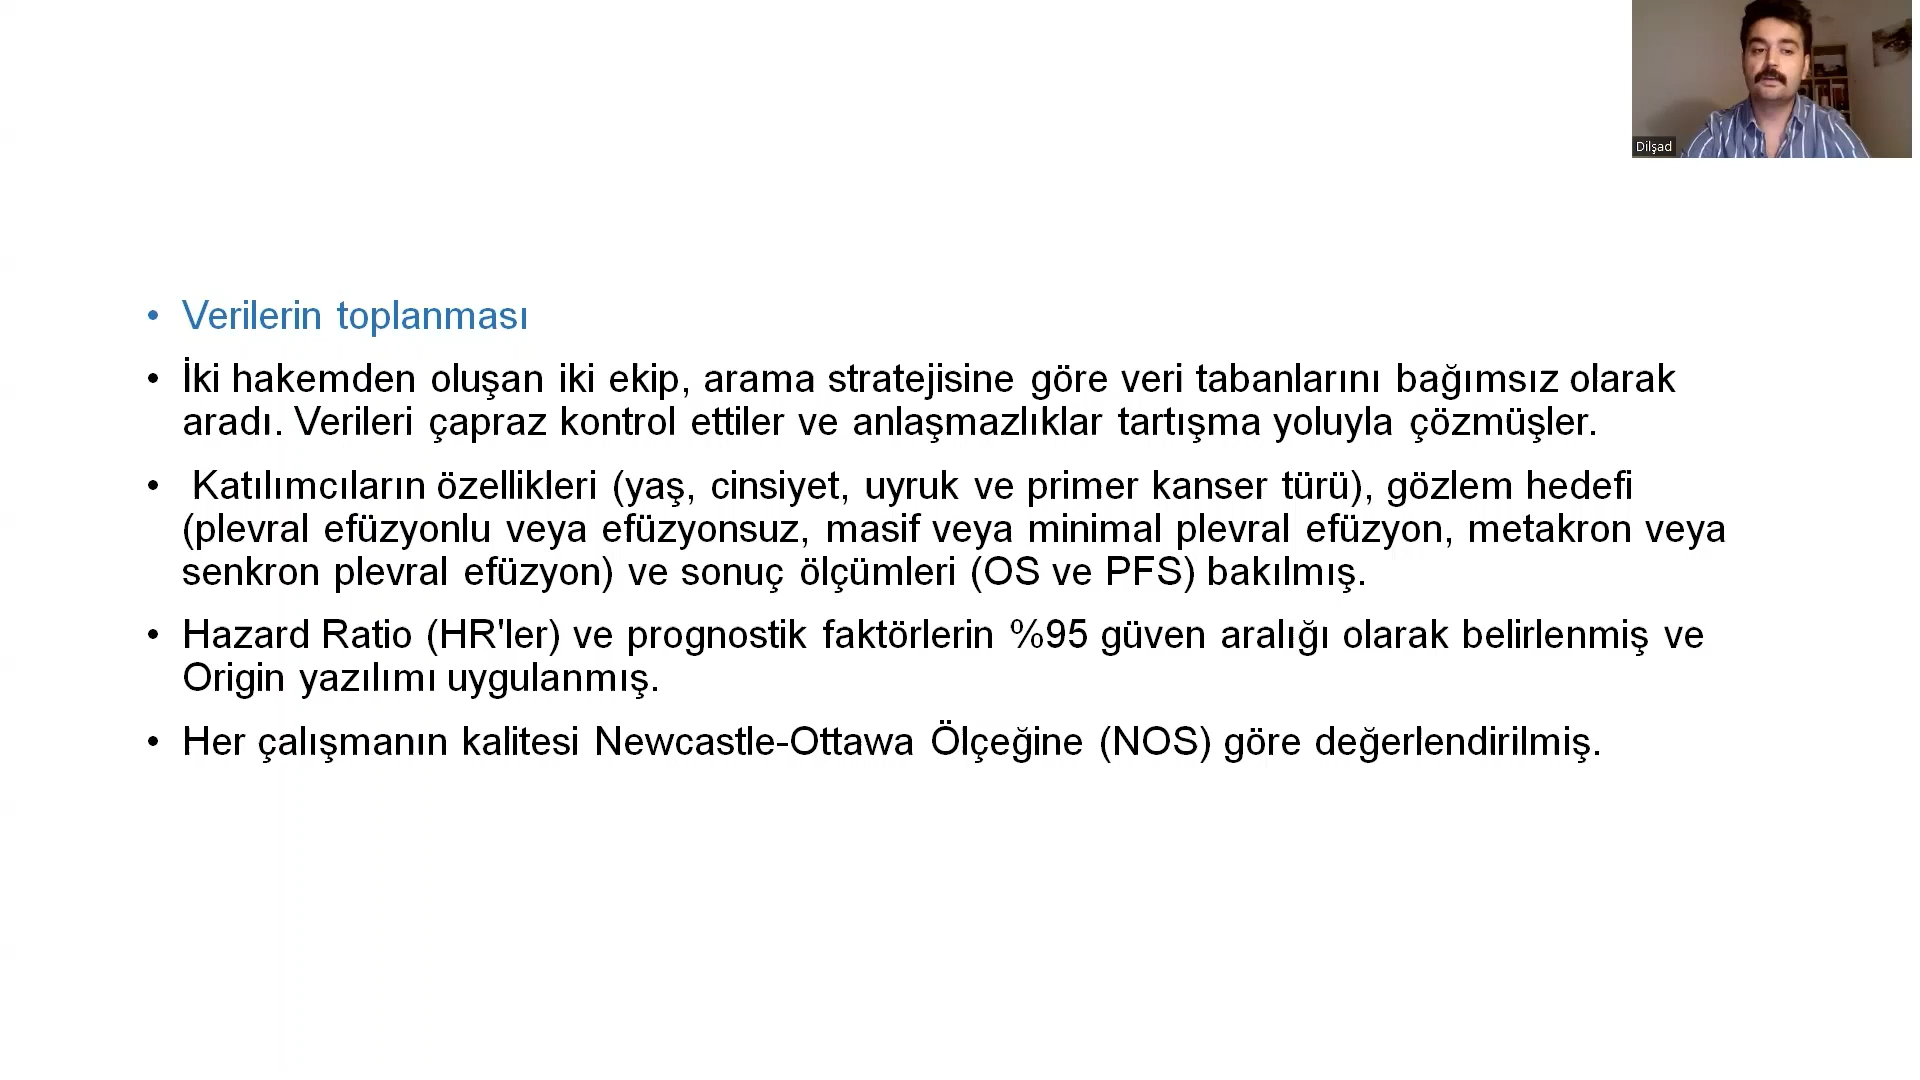 Dilşad
• Verilerin toplanması
• İki hakemden oluşan iki ekip, arama stratejisine göre veri tabanlarını bağımsız olarak
aradı. Verileri çapraz kontrol ettiler ve anlaşmazlıklar tartışma yoluyla çözmüşler.
• Katılımcıların özellikleri (yaş, cinsiyet, uyruk ve primer kanser türü), gözlem hedefi
(plevral efüzyonlu veya efüzyonsuz, masif veya minimal plevral efüzyon, metakron veya
senkron plevral efüzyon) ve sonuç ölçümleri (OS ve PFS) bakılmış.
• Hazard Ratio (HR'ler) ve prognostik faktörlerin %95 güven aralığı olarak belirlenmiş ve
Origin yazılımı uygulanmış.
• Her çalışmanın kalitesi Newcastle-Ottawa Ölçeğine (NOS) göre değerlendirilmiş.